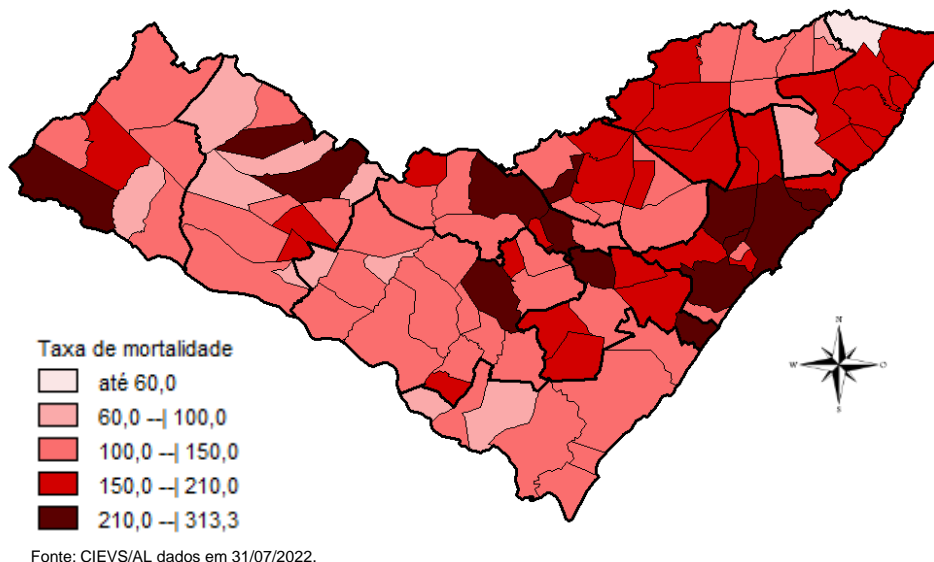 Taxa de mortalidade
até 60,0
60,0 --| 100,0
100,0 --| 150,0
150,0 --| 210,0
210,0 --| 313,3
N
W
O
S
Fonte: CIEVS/AL dados em 31/07/2022.